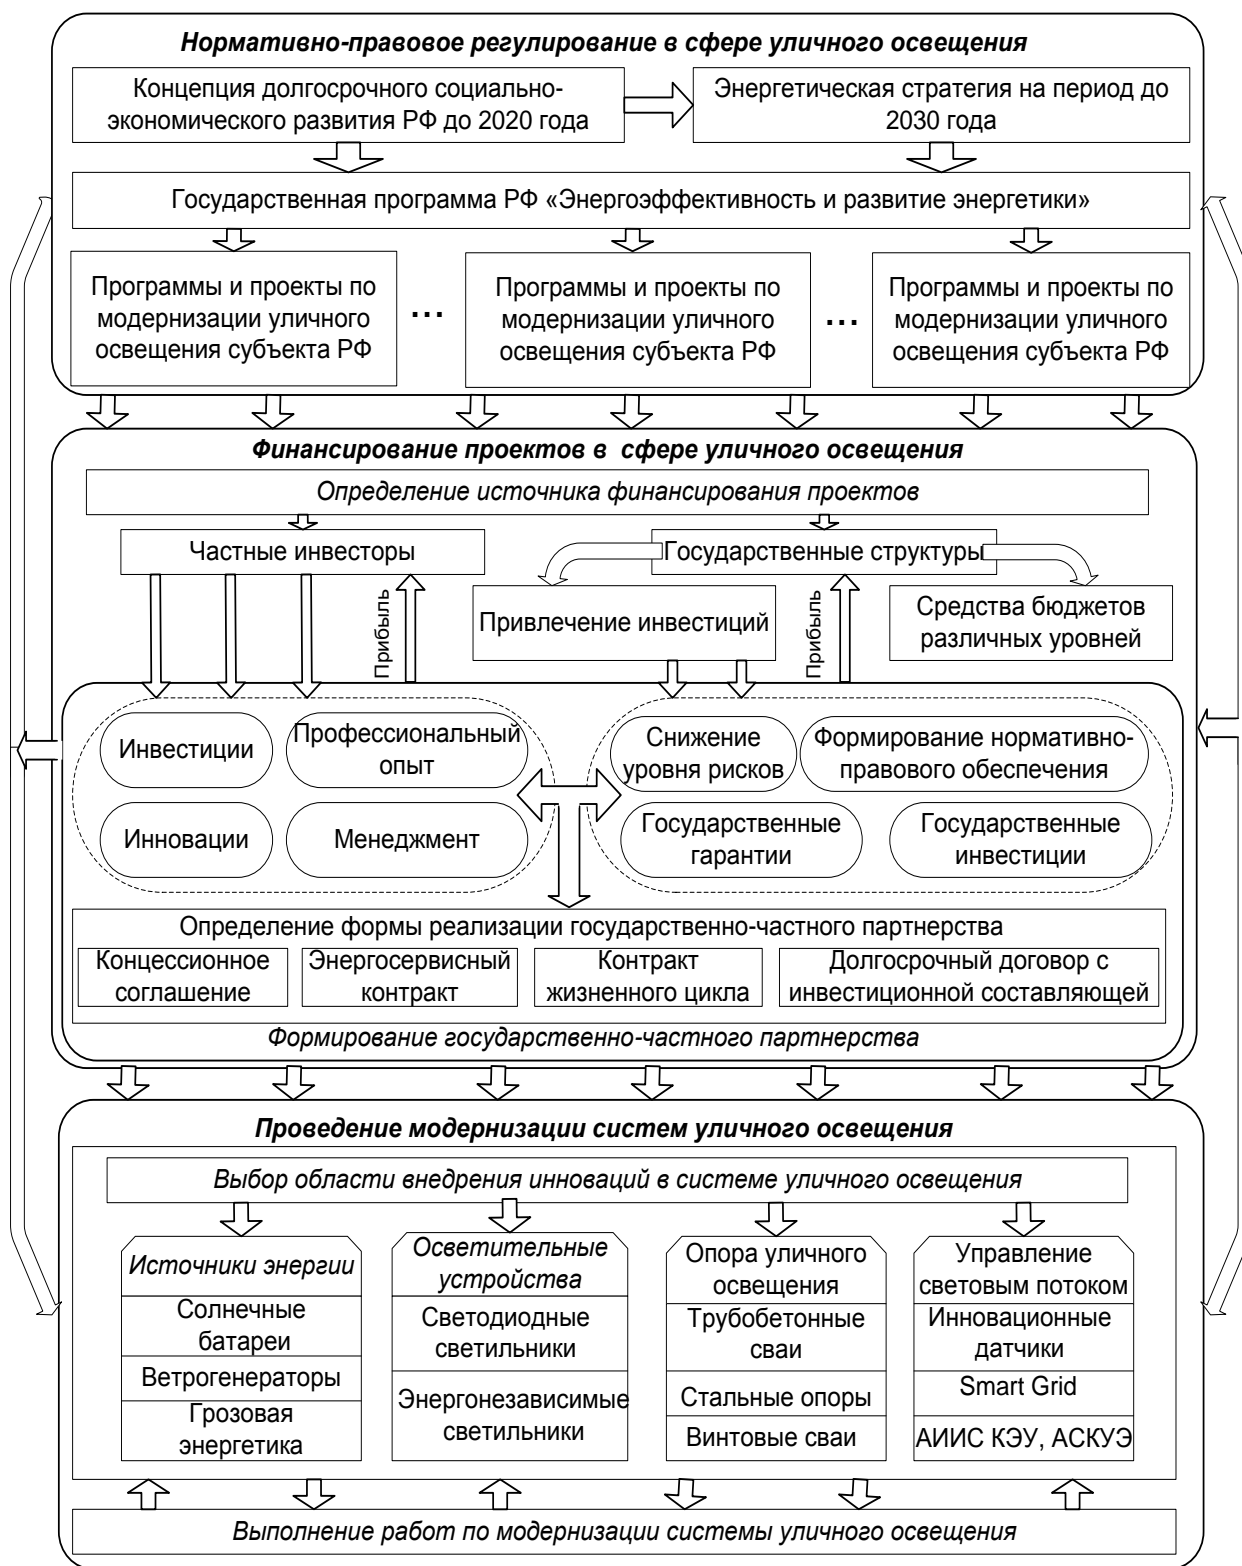 Нормативно-правовое регулирование в сфере уличного освещения
Концепция долгосрочного социально-
экономического развития РФ до 2020 года
Энергетическая стратегия на период до
2030 года
Государственная программа РФ «Энергоэффективность и развитие энергетики»
Программы и проекты по
модернизации уличного
освещения субъекта РФ
...
Программы и проекты по
модернизации уличного
освещения субъекта РФ
...
Программы и проекты по
модернизации уличного
освещения субъекта РФ
Финансирование проектов в сфере уличного освещения
Определение источника финансирования проектов
Частные инвесторы
Государственные структуры
Прибыль
Привлечение инвестиций
Прибыль
Средства бюджетов
различных уровней
Инвестиции
Профессиональный
опыт
Инновации
Менеджмент
Снижение
уровня рисков
Формирование нормативно-
правового обеспечения
Государственные
гарантии
Государственные
инвестиции
Определение формы реализации государственно-частного партнерства
Концессионное
соглашение
Энергосервисный
контракт
Контракт
жизненного цикла
Долгосрочный договор с
инвестиционной составляющей
Формирование государственно-частного партнерства
Проведение модернизации систем уличного освещения
Выбор области внедрения инноваций в системе уличного освещения
Источники энергии
Солнечные
батареи
Ветрогенераторы
Грозовая
энергетика
Осветительные
устройства
Светодиодные
светильники
Энергонезависимые
светильники
Опора уличного
освещения
Трубобетонные
сваи
Стальные опоры
Винтовые сваи
Управление
световым потоком
Инновационные
датчики
Smart Grid
АИИС КЭУ, АСКУЭ
Выполнение работ по модернизации системы уличного освещения